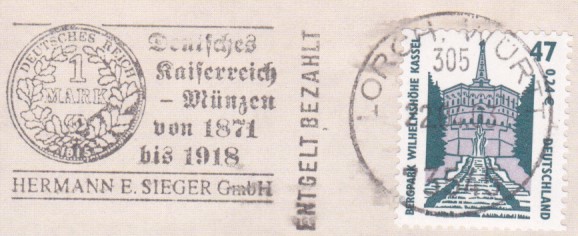 DEUTSCHES REICH
1
MARK
Deutsches
Kaiserreich
– Münzen
von 1871
bis 1918
HERMANN E. SIEGER GmbH
ENTGELT BEZAHLT
LORCH, WÜRTT
305
BERGPARK WILHELMSHÖHE KASSEL
47
0,24 €
DEUTSCHLAND